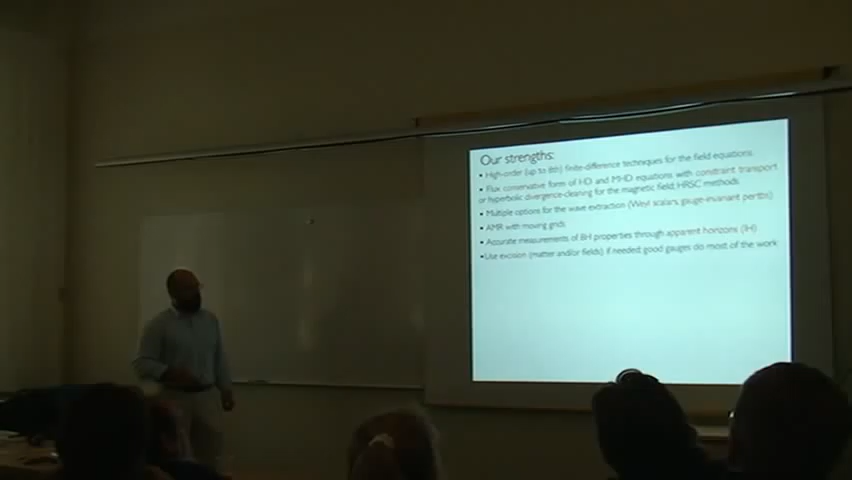 Our strengths:
• High-order (up to 8th) finite-difference techniques for the field equations.
• Flux conservative form of HD and MHD equations with constraint transport
or hyperbolic divergence-cleaning for the magnetic field; HRSC methods
• Multiple options for the wave extraction (Weyl scalars, gauge-invariant pertbs)
• AMR with moving grids
• Accurate measurements of BH properties through apparent horizons (IH)
• Use excision (matter and/or fields) if needed; good gauges do most of the work